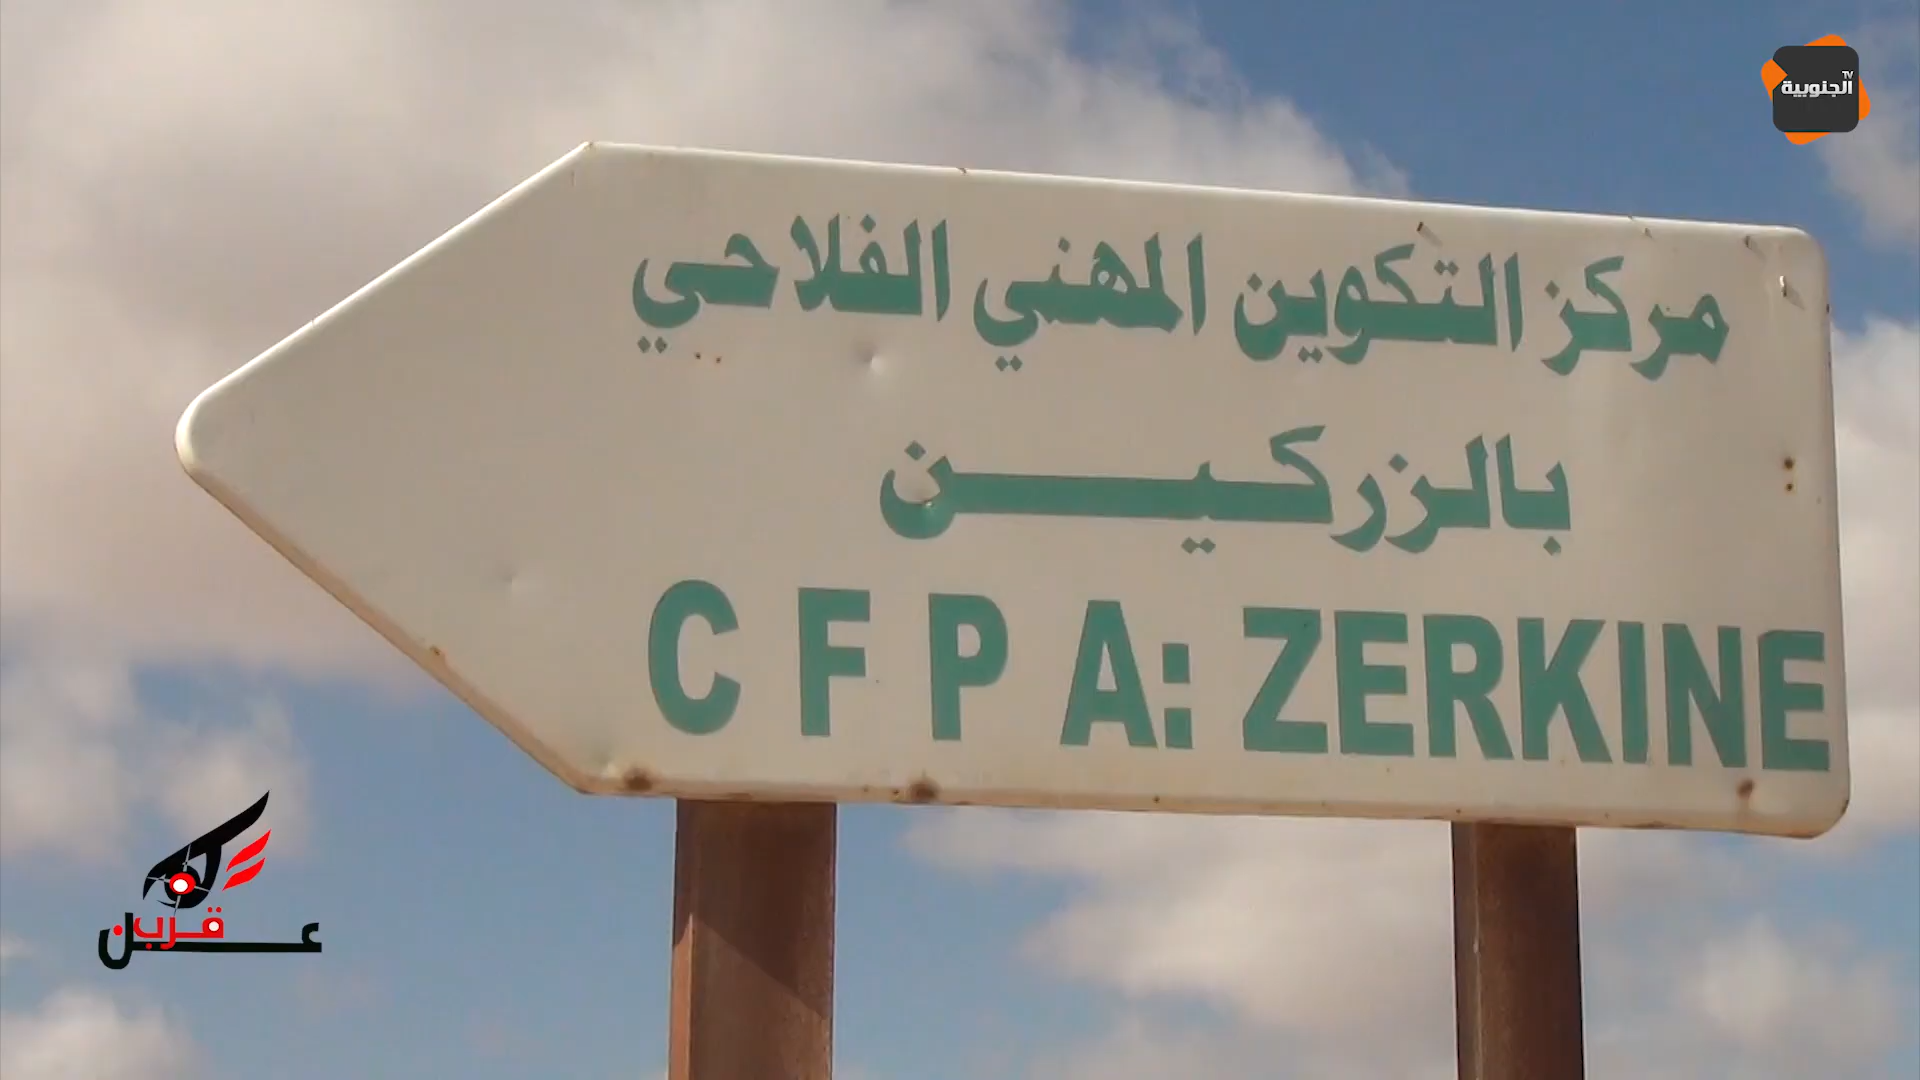 الجنوبية TV
مركز التكوين المهني الفلاحي
بالزركين
C F P A: ZERKINE
عن قرب